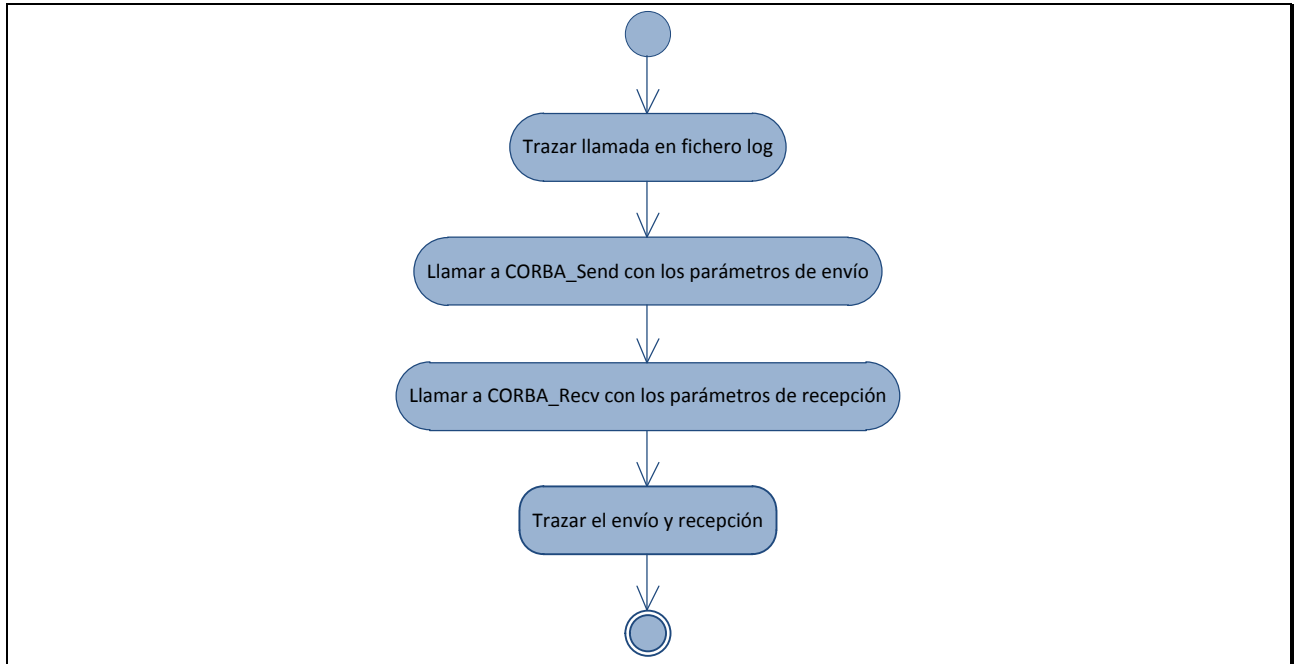 Trazar llamada en fichero log
Llamar a CORBA_Send con los parámetros de envío
Llamar a CORBA_Recv con los parámetros de recepción
Trazar el envío y recepción